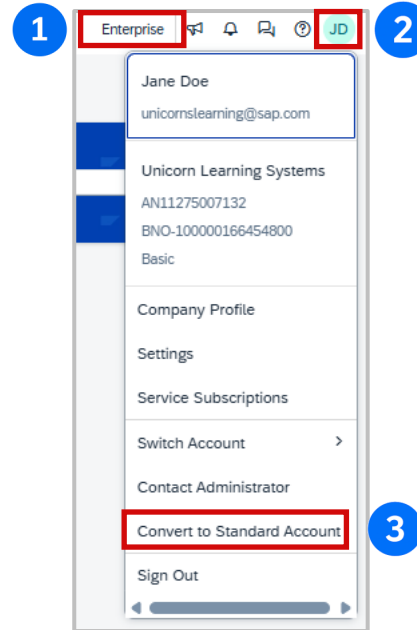 1
Enterprise
JD
2
Jane Doe
unicornslearning@sap.com
Unicorn Learning Systems
AN11275007132
BNO-100000166454800
Basic
Company Profile
Settings
Service Subscriptions
Switch Account
Contact Administrator
Convert to Standard Account
3
Sign Out